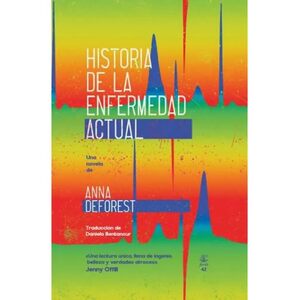 HISTORIA
DE LA
ENFERMEDAD
ACTUAL
Una
novela
de
ANNA
DEFOREST
Traducción de
Daniela Bentancur
«Una lectura única, llena de ingenio,
belleza y verdades atroces»
Jenny Offill